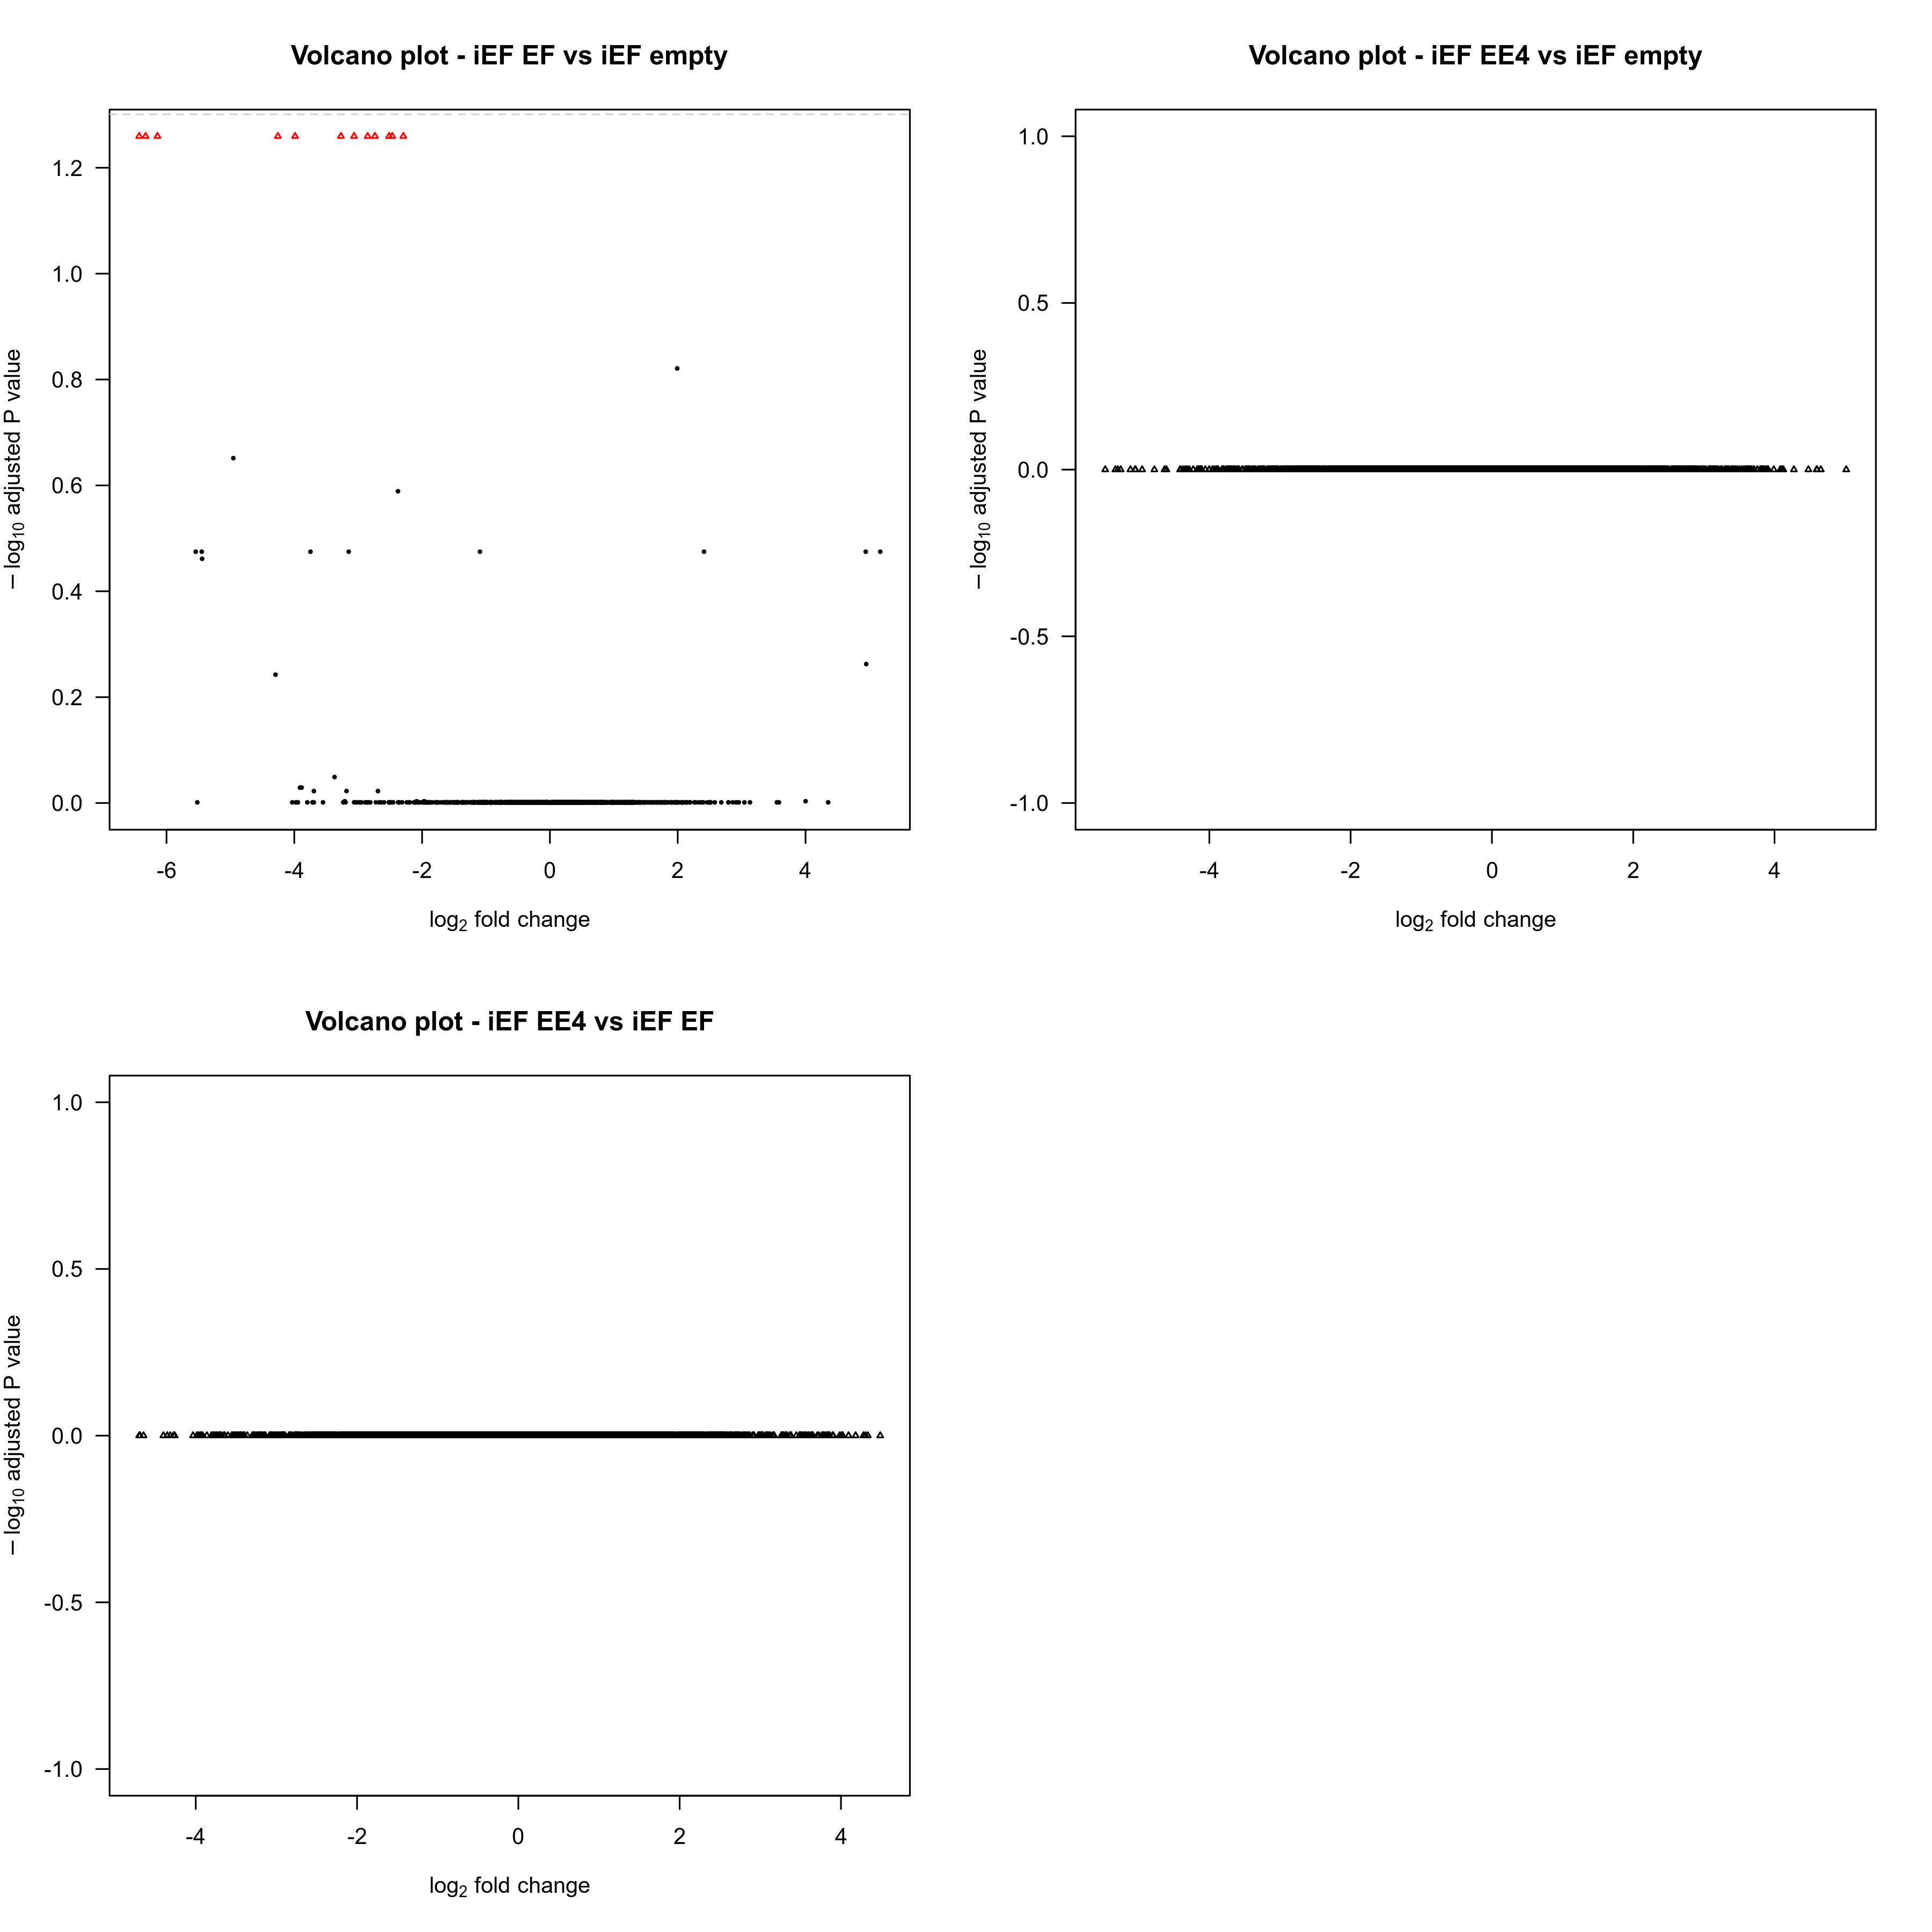 Volcano plot - iEF EF vs iEF empty
− log10 adjusted P value
1.2
1.0
0.8
0.6
0.4
0.2
0.0
-6 -4 -2 0 2 4
log2 fold change
Volcano plot - iEF EE4 vs iEF empty
− log10 adjusted P value
1.0
0.5
0.0
-0.5
-1.0
-4 -2 0 2 4
log2 fold change
Volcano plot - iEF EE4 vs iEF EF
− log10 adjusted P value
1.0
0.5
0.0
-0.5
-1.0
-4 -2 0 2 4
log2 fold change